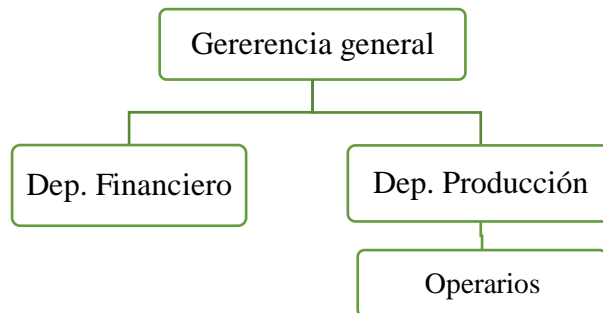 Gererencia general
Dep. Financiero
Dep. Producción
Operarios